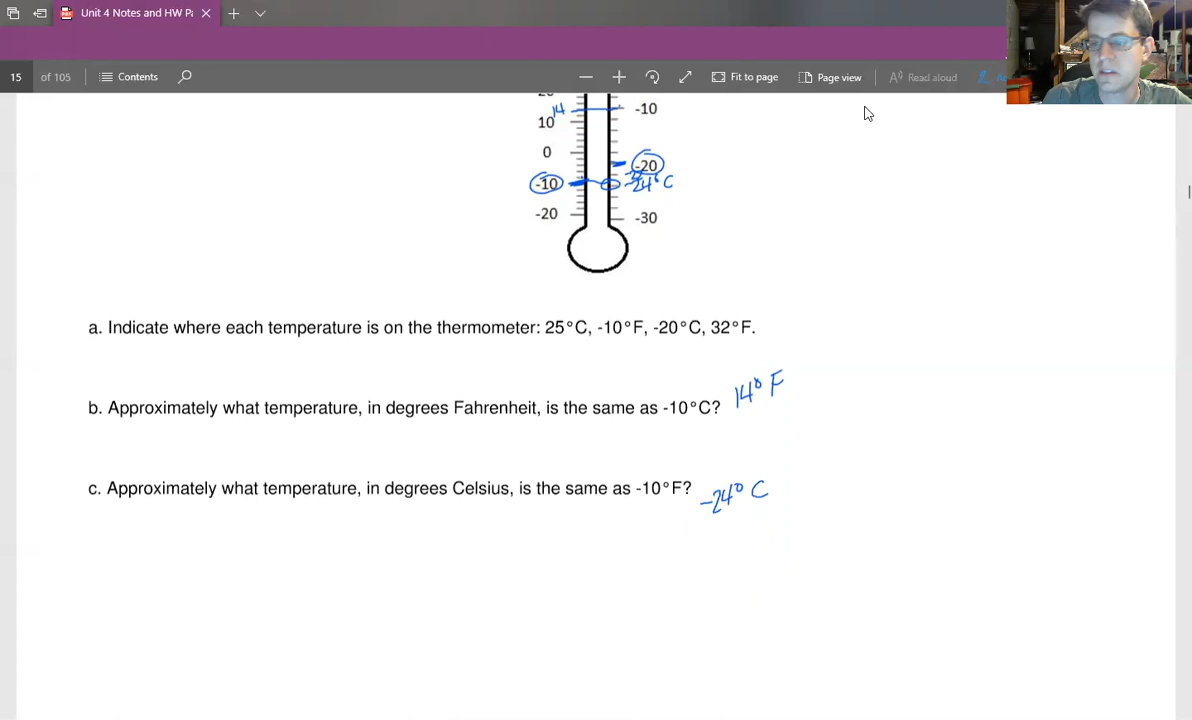 Unit 4 Notes and HW Pa
15 of 105 Contents Fit to page Page view Read aloud
14 -10
10
0
-20
-10 -24° C
-20 -30
a. Indicate where each temperature is on the thermometer: 25°C, -10°F, -20°C, 32°F.
b. Approximately what temperature, in degrees Fahrenheit, is the same as -10°C? 14° F
c. Approximately what temperature, in degrees Celsius, is the same as -10°F? -24° C